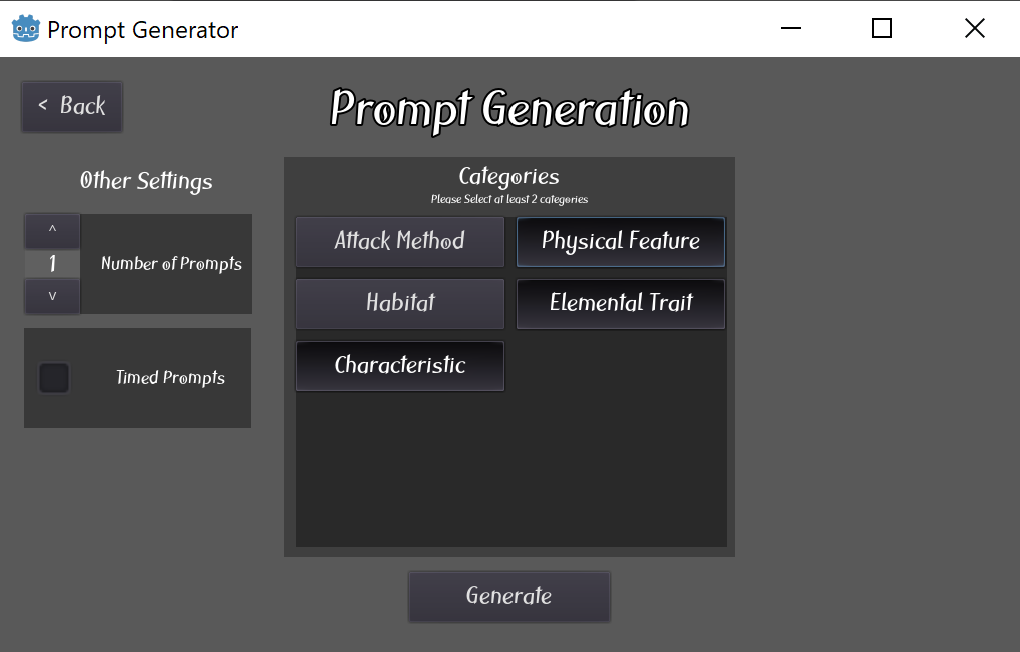 Prompt Generator
< Back
Prompt Generation
Other Settings
^
1
v
Number of Prompts
Timed Prompts
Categories
Please Select at least 2 categories
Attack Method
Physical Feature
Habitat
Elemental Trait
Characteristic
Generate